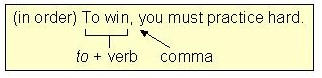 (in order) To win, you must practice hard.
to + verb comma